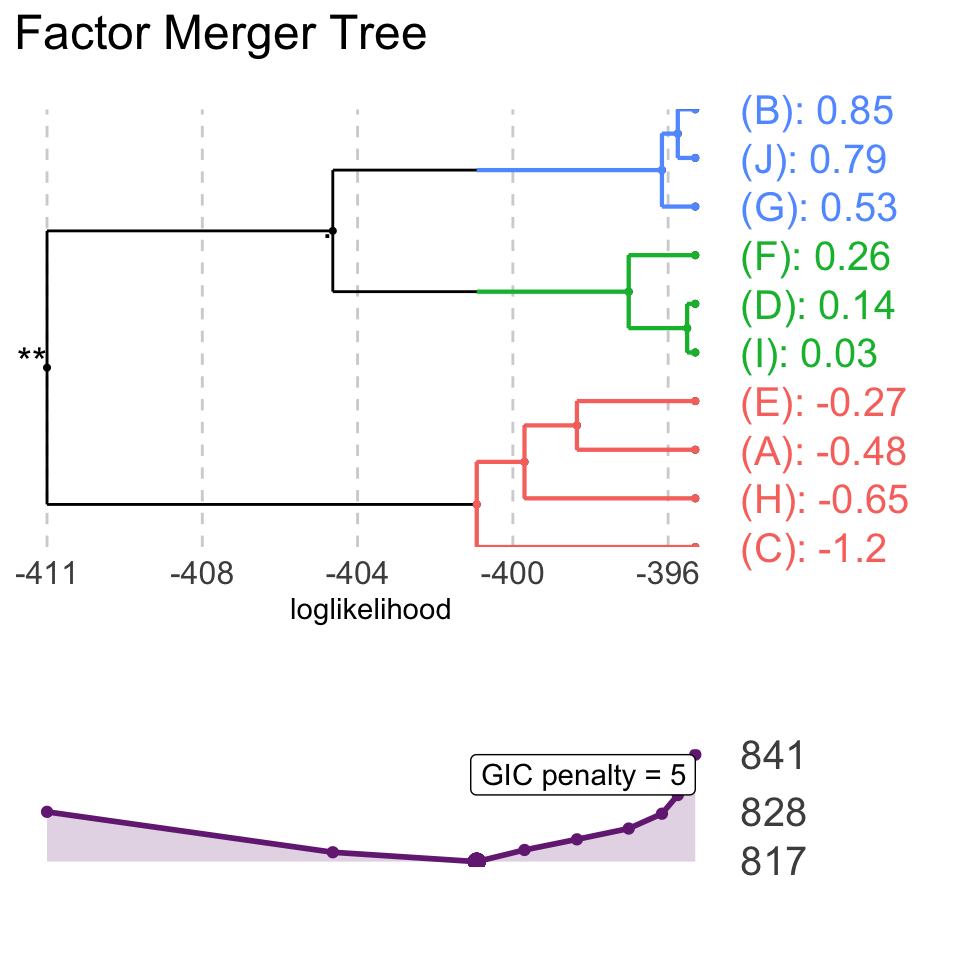 Factor Merger Tree
(B): 0.85
(J): 0.79
(G): 0.53
(F): 0.26
(D): 0.14
(I): 0.03
**
.
(E): -0.27
(A): -0.48
(H): -0.65
(C): -1.2
-411 -408 -404 -400 -396
loglikelihood
GIC penalty = 5
841
828
817